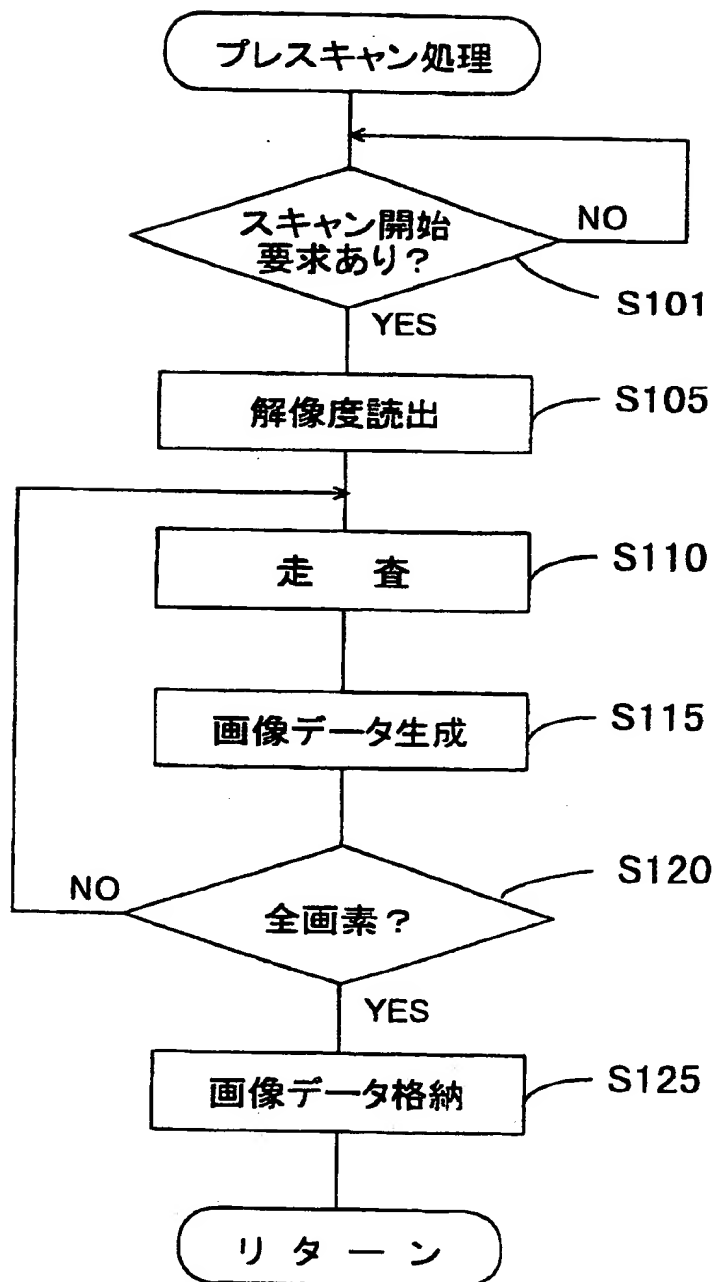 プレスキャン処理
スキャン開始
要求あり?
NO
S101
YES
解像度読出
S105
走 査
S110
画像データ生成
S115
全画素?
NO
S120
YES
画像データ格納
S125
リターン